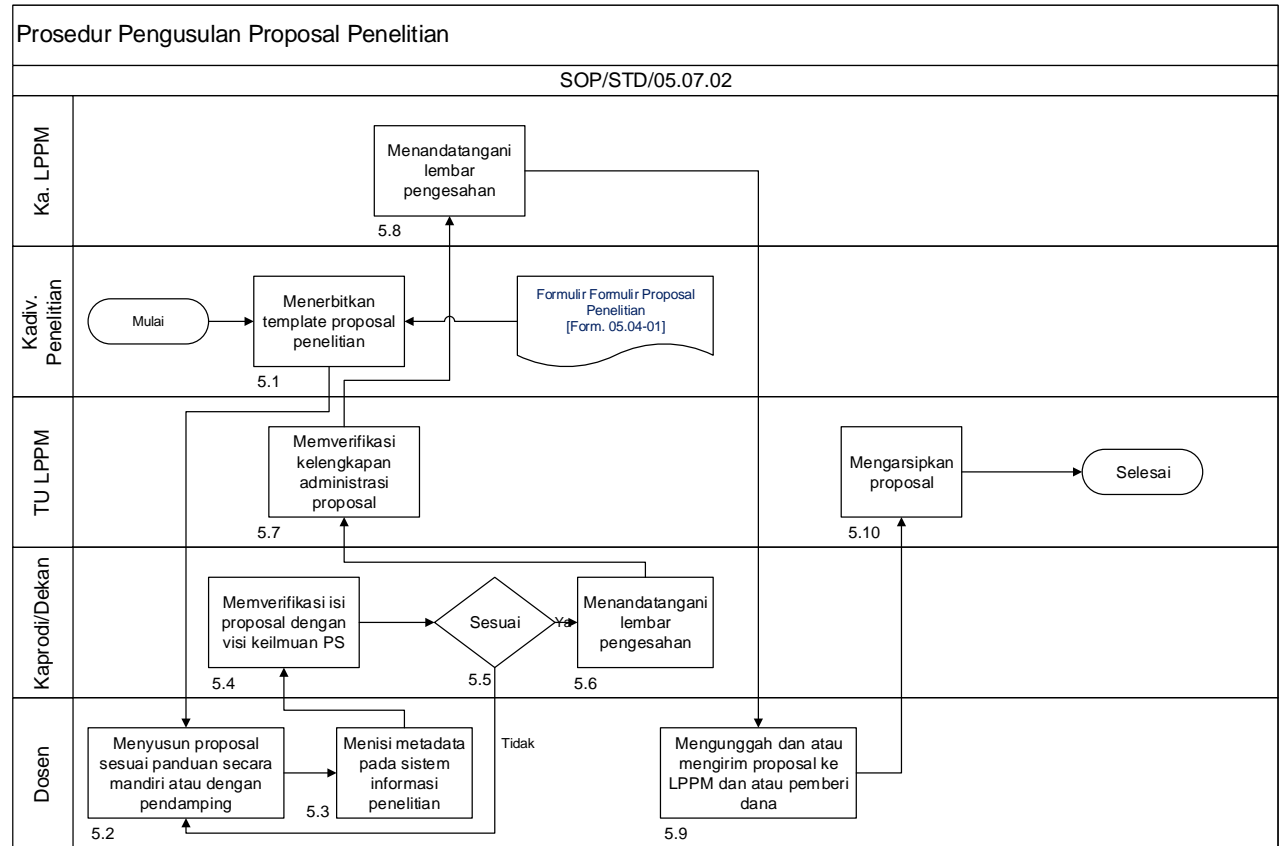 Prosedur Pengusulan Proposal Penelitian
SOP/STD/05.07.02
Ka. LPPM
Menandatangani
lembar
pengesahan
5.8
Kadiv.
Penelitian
Mulai
Menerbitkan
template proposal
penelitian
5.1
Formulir Formulir Proposal
Penelitian
[Form. 05.04-01]
TU LPPM
Memverifikasi
kelengkapan
administrasi
proposal
5.7
Mengarsipkan
proposal
5.10
Selesai
Kaprodi/Dekan
Memverifikasi isi
proposal dengan
visi keilmuan PS
5.4
Sesuai
5.5
Ya
Menandatangani
lembar
pengesahan
5.6
Tidak
Dosen
Menyusun proposal
sesuai panduan secara
mandiri atau dengan
pendamping
5.2
Menisi metadata
pada sistem
informasi
penelitian
5.3
Mengunggah dan atau
mengirim proposal ke
LPPM dan atau pemberi
dana
5.9